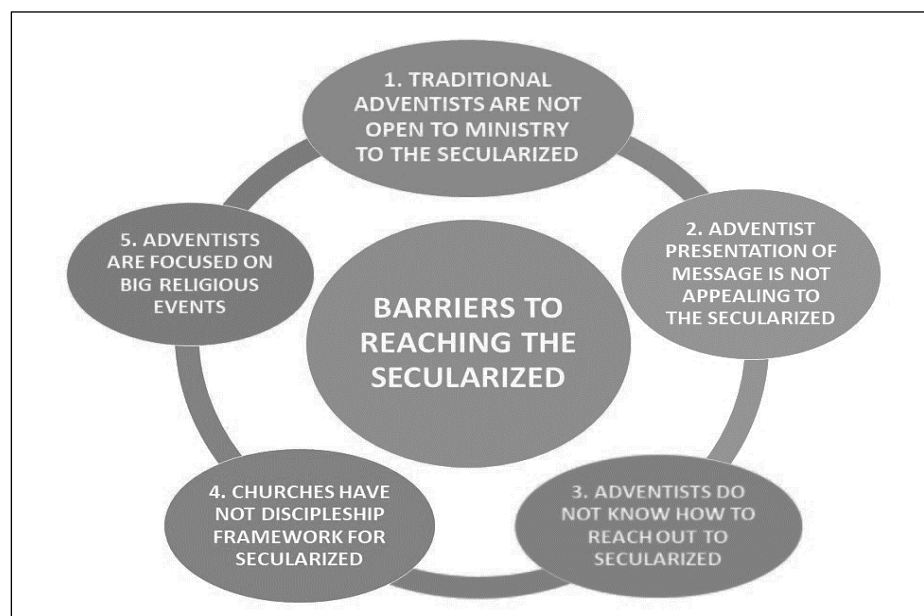 1. TRADITIONAL
ADVENTISTS ARE NOT
OPEN TO MINISTRY
TO THE SECULARIZED
2. ADVENTIST
PRESENTATION OF
MESSAGE IS NOT
APPEALING TO
THE SECULARIZED
3. ADVENTISTS DO
NOT KNOW HOW TO
REACH OUT TO
SECULARIZED
4. CHURCHES HAVE
NOT DISCIPLESHIP
FRAMEWORK FOR
SECULARIZED
5. ADVENTISTS
ARE FOCUSED ON
BIG RELIGIOUS
EVENTS
BARRIERS TO
REACHING THE
SECULARIZED